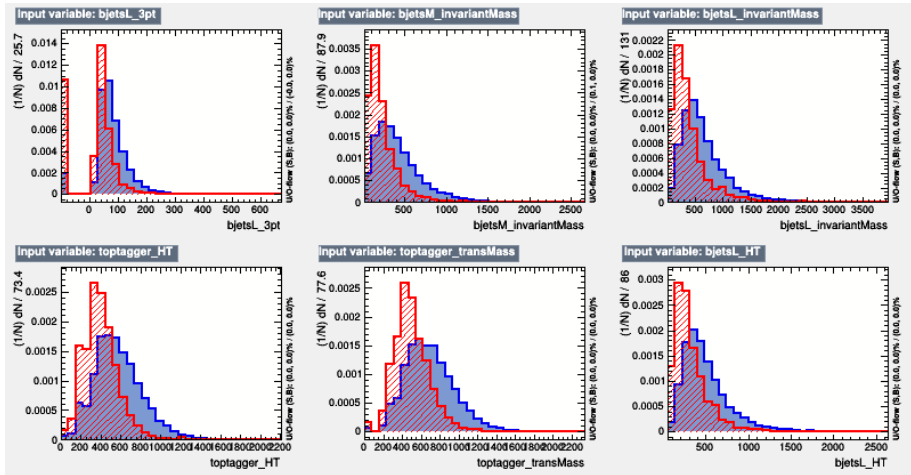 Input variable: bjetsL_3pt
(1/N) dN / 25.7
0.014
0.012
0.01
0.008
0.006
0.004
0.002
0
0 100 200 300 400 500 600
bjetsL_3pt
U/O-flow (S,B): (0.0, 0.0)% / (-0.0, 0.0)%
Input variable: bjetsM_invariantMass
(1/N) dN / 87.9
0.0035
0.003
0.0025
0.002
0.0015
0.001
0.0005
0
500 1000 1500 2000 2500
bjetsM_invariantMass
U/O-flow (S,B): (0.0, 0.0)% / (0.1, 0.0)%
Input variable: bjetsL_invariantMass
(1/N) dN / 131
0.0022
0.002
0.0018
0.0016
0.0014
0.0012
0.001
0.0008
0.0006
0.0004
0.0002
0
500 1000 1500 2000 2500 3000 3500
bjetsL_invariantMass
U/O-flow (S,B): (0.0, 0.0)% / (0.0, 0.0)%
Input variable: toptagger_HT
(1/N) dN / 73.4
0.0025
0.002
0.0015
0.001
0.0005
0
0 200 400 600 800 1000 1200 1400 1600 1800 2000 2200
toptagger_HT
U/O-flow (S,B): (0.0, 0.0)% / (0.0, 0.0)%
Input variable: toptagger_transMass
(1/N) dN / 77.6
0.0025
0.002
0.0015
0.001
0.0005
0
0 200 400 600 800 1000 1200 1400 1600 1800 2000 2200
toptagger_transMass
U/O-flow (S,B): (0.0, 0.0)% / (0.0, 0.0)%
Input variable: bjetsL_HT
(1/N) dN / 86
0.003
0.0025
0.002
0.0015
0.001
0.0005
0
500 1000 1500 2000 2500
bjetsL_HT
U/O-flow (S,B): (0.0, 0.0)% / (0.0, 0.0)%